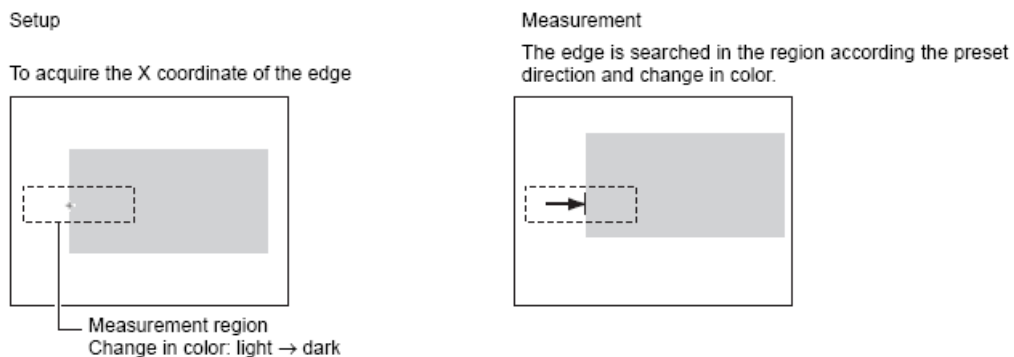 Setup
To acquire the X coordinate of the edge
Measurement region
Change in color: light → dark
Measurement
The edge is searched in the region according the preset
direction and change in color.